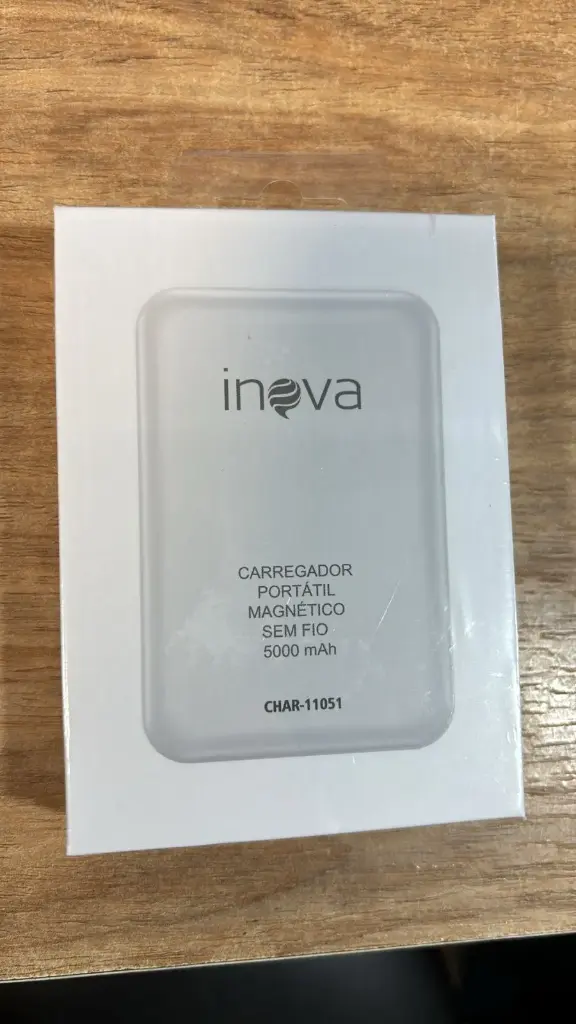 inova
CARREGADOR
PORTÁTIL
MAGNÉTICO
SEM FIO
5000 mAh
CHAR-11051